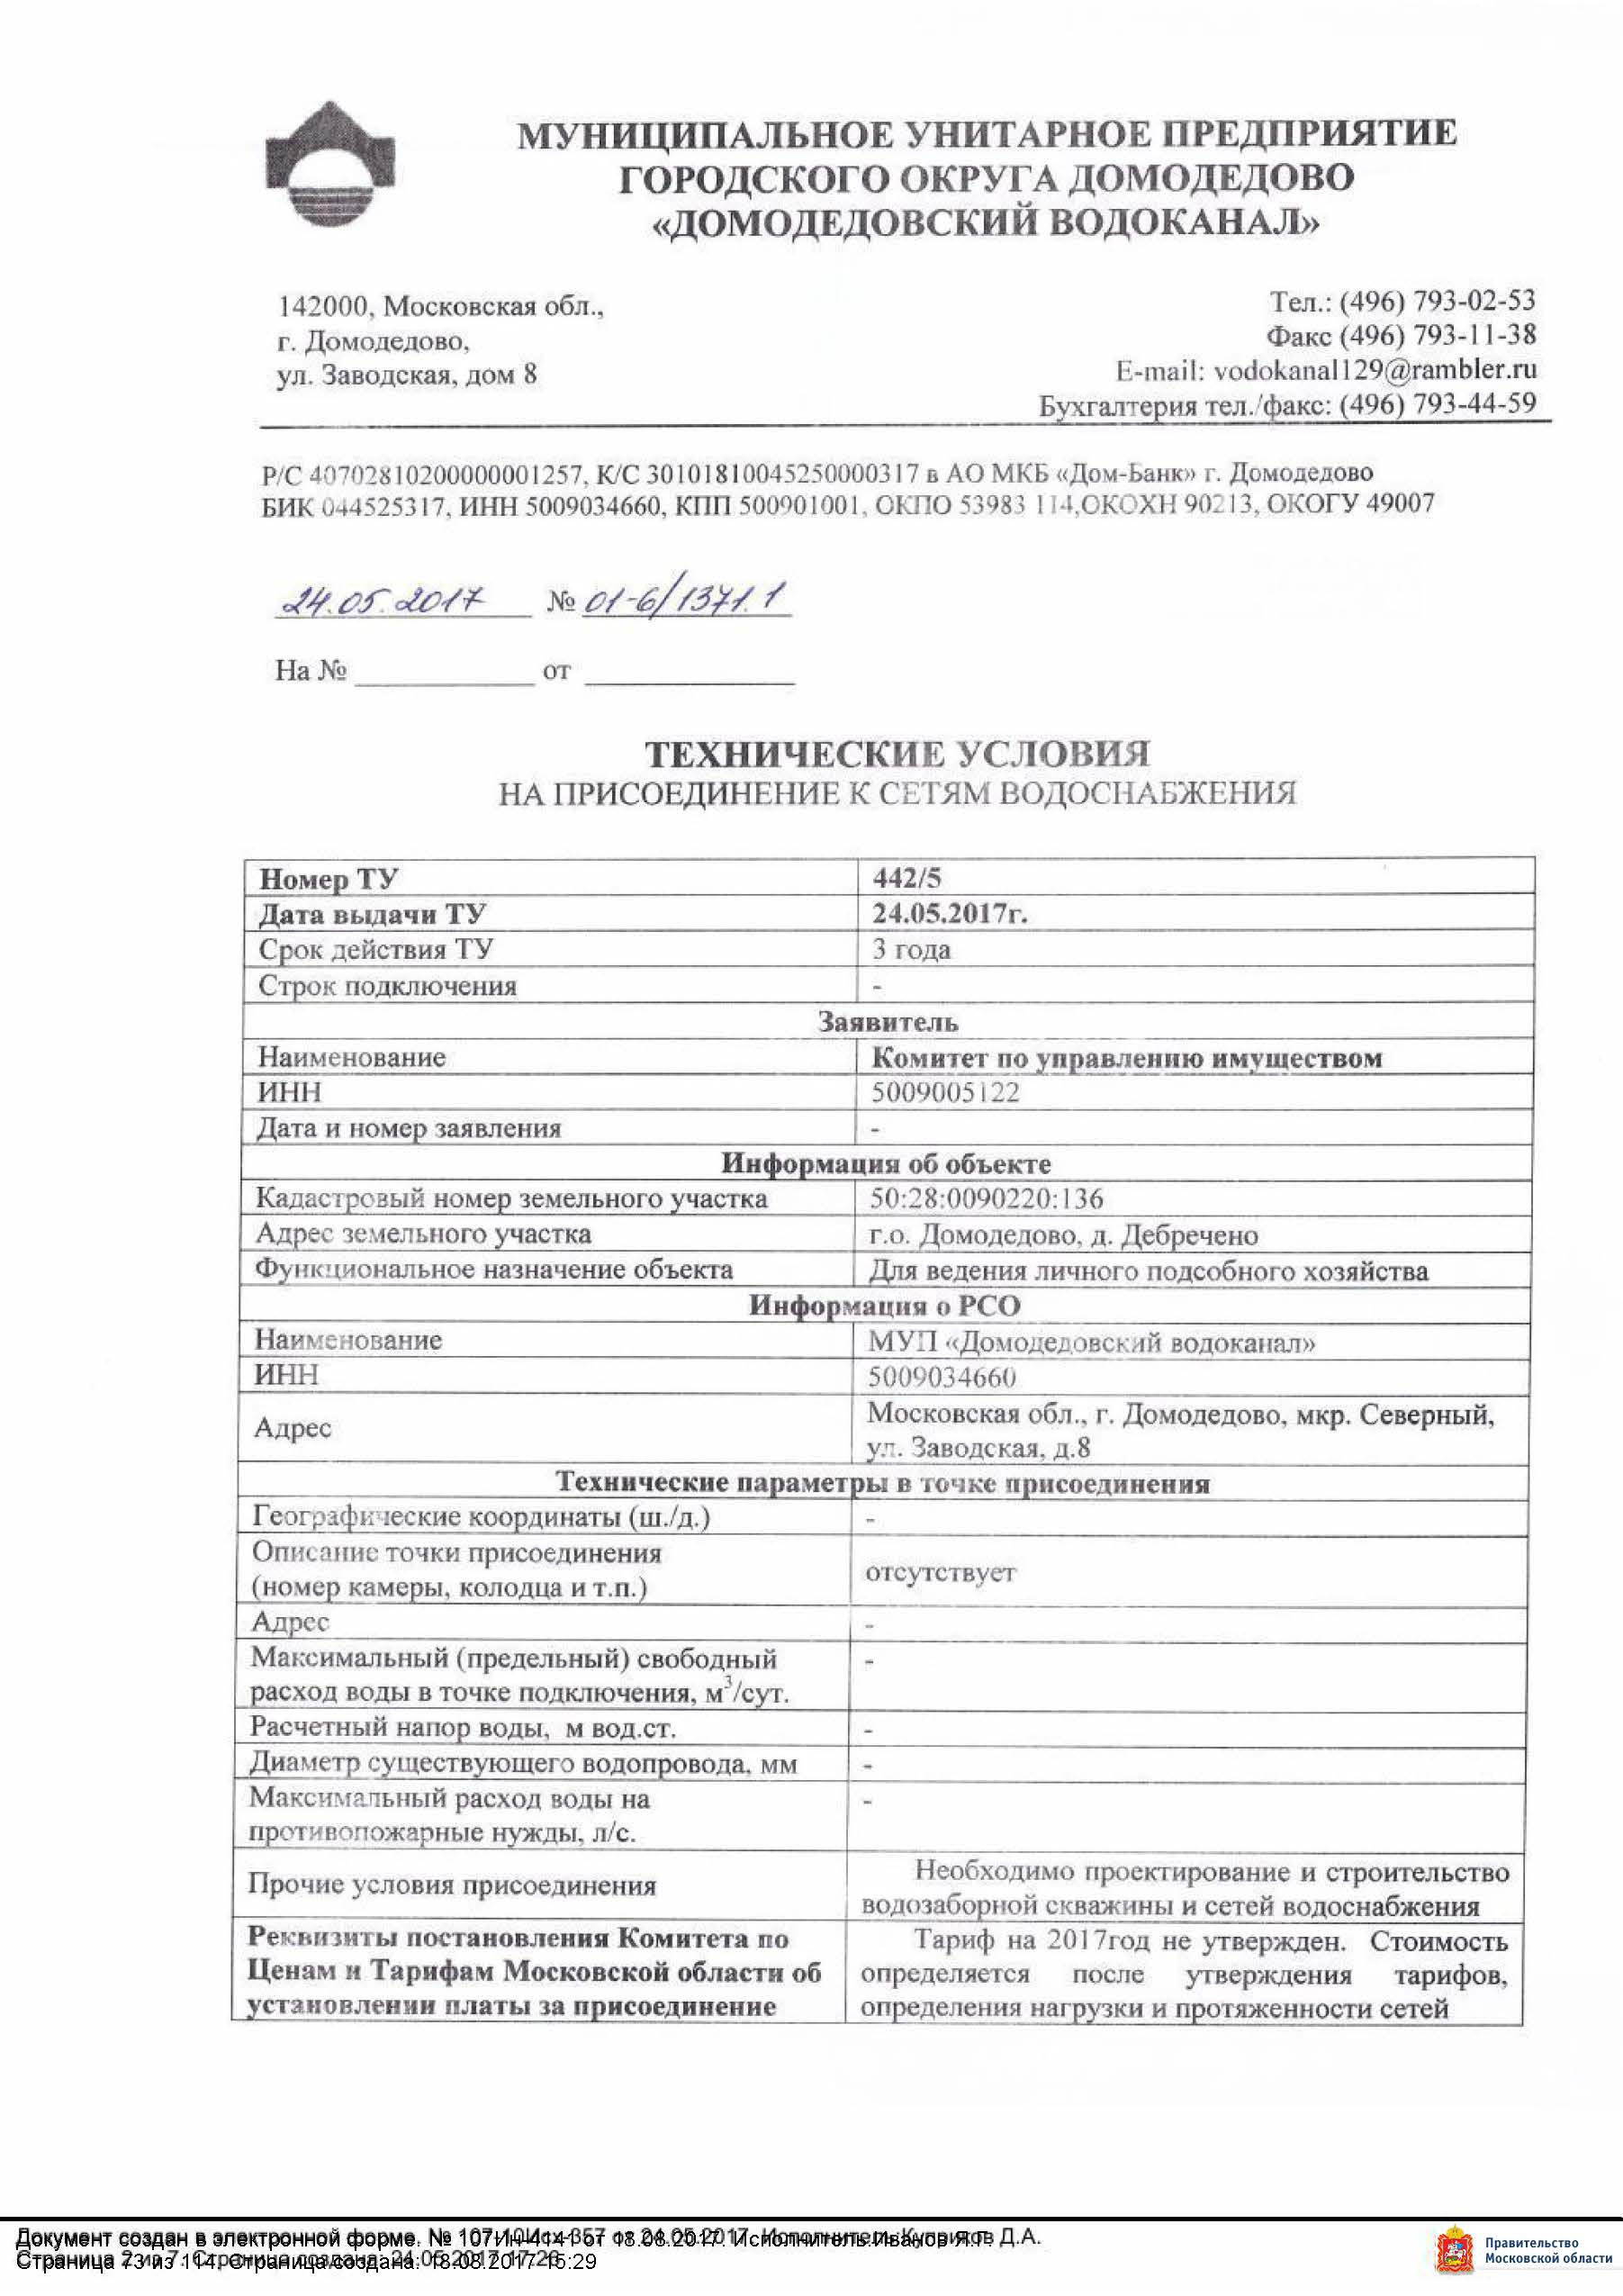 МУНИЦИПАЛЬНОЕ УНИТАРНОЕ ПРЕДПРИЯТИЕ
ГОРОДСКОГО ОКРУГА ДОМОДЕДОВО
«ДОМОДЕДОВСКИЙ ВОДОКАНАЛ»
142000, Московская обл.,
г. Домодедово,
ул. Заводская, дом 8
Тел.: (496) 793-02-53
Факс (496) 793-11-38
E-mail: vodokanal129@rambler.ru
Бухгалтерия тел./факс: (496) 793-44-59
Р/С 40702810200000001257, К/С 30101810045250000317 в АО МКБ «Дом-Банк» г. Домодедово
БИК 044525317, ИНН 5009034660, КПП 500901001, ОКПО 53983 114,ОКОХН 90213, ОКОГУ 49007
24.05.2017 № 01-6/1371.1
На № ____________ от ____________
ТЕХНИЧЕСКИЕ УСЛОВИЯ
НА ПРИСОЕДИНЕНИЕ К СЕТЯМ ВОДОСНАБЖЕНИЯ
Номер ТУ 442/5
Дата выдачи ТУ 24.05.2017г.
Срок действия ТУ 3 года
Строк подключения -
Заявитель
Наименование Комитет по управлению имуществом
ИНН 5009005122
Дата и номер заявления -
Информация об объекте
Кадастровый номер земельного участка 50:28:0090220:136
Адрес земельного участка г.о. Домодедово, д. Дебречено
Функциональное назначение объекта Для ведения личного подсобного хозяйства
Информация о РСО
Наименование МУП «Домодедовский водоканал»
ИНН 5009034660
Адрес Московская обл., г. Домодедово, мкр. Северный,
ул. Заводская, д.8
Технические параметры в точке присоединения
Географические координаты (ш./д.) -
Описание точки присоединения
(номер камеры, колодца и т.п.) отсутствует
Адрес -
Максимальный (предельный) свободный -
расход воды в точке подключения, м³/сут.
Расчетный напор воды, м вод.ст. -
Диаметр существующего водопровода, мм -
Максимальный расход воды на -
противопожарные нужды, л/с.
Прочие условия присоединения Необходимо проектирование и строительство
водозаборной скважины и сетей водоснабжения
Реквизиты постановления Комитета по Тариф на 2017год не утвержден. Стоимость
Ценам и Тарифам Московской области об определяется после утверждения тарифов,
установлении платы за присоединение определения нагрузки и протяженности сетей
Документ создан в электронной форме. № Д.А.
Страница 15:29
Правительство
Московской области